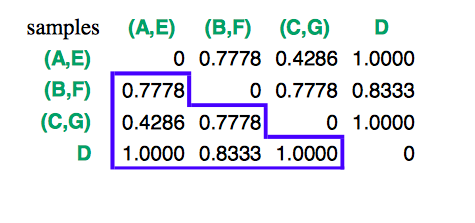 samples (A,E) (B,F) (C,G) D
(A,E) 0 0.7778 0.4286 1.0000
(B,F) 0.7778 0 0.7778 0.8333
(C,G) 0.4286 0.7778 0 1.0000
D 1.0000 0.8333 1.0000 0